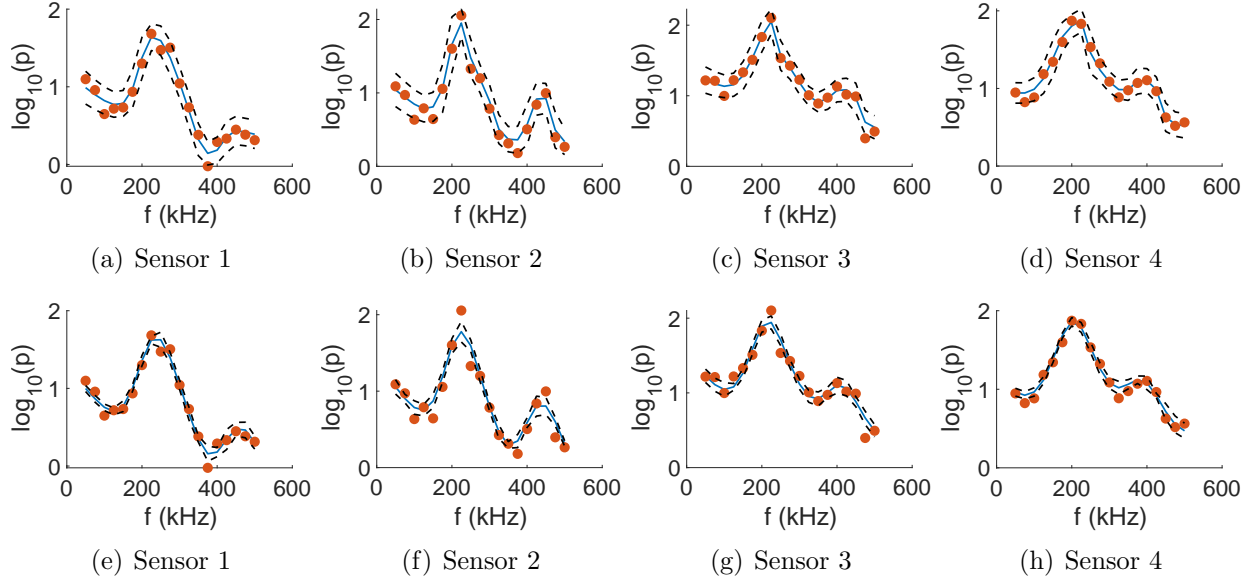 2 2 2 2
log10(p) log10(p) log10(p) log10(p)
1 1 1 1
0 0 0 0
0 200 400 600 0 200 400 600 0 200 400 600 0 200 400 600
f (kHz) f (kHz) f (kHz) f (kHz)
(a) Sensor 1 (b) Sensor 2 (c) Sensor 3 (d) Sensor 4
2 2 2 2
log10(p) log10(p) log10(p) log10(p)
1 1 1 1
0 0 0 0
0 200 400 600 0 200 400 600 0 200 400 600 0 200 400 600
f (kHz) f (kHz) f (kHz) f (kHz)
(e) Sensor 1 (f) Sensor 2 (g) Sensor 3 (h) Sensor 4